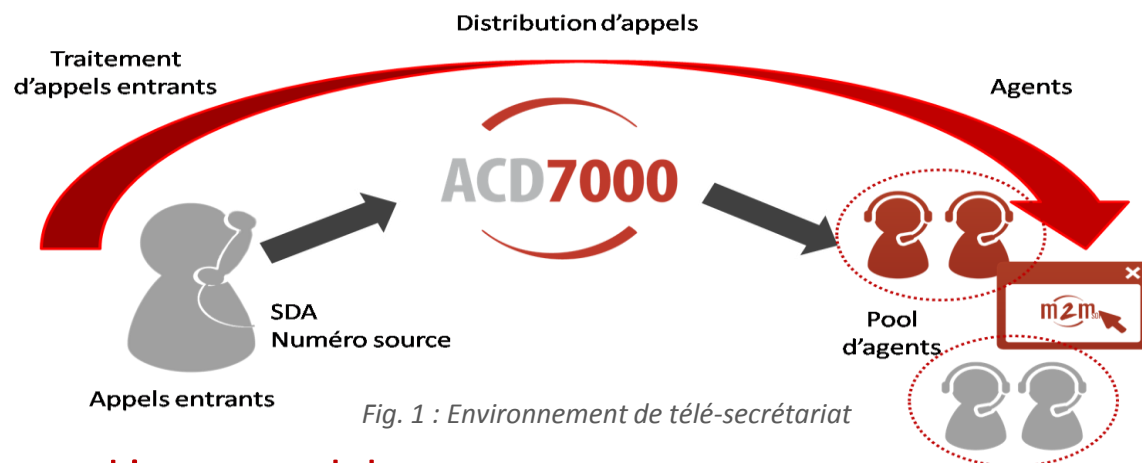 Distribution d'appels
Traitement
d'appels entrants
Agents
ACD7000
SDA
Numéro source
Appels entrants
Pool
d'agents
m2m
Fig. 1 : Environnement de télé-secrétariat